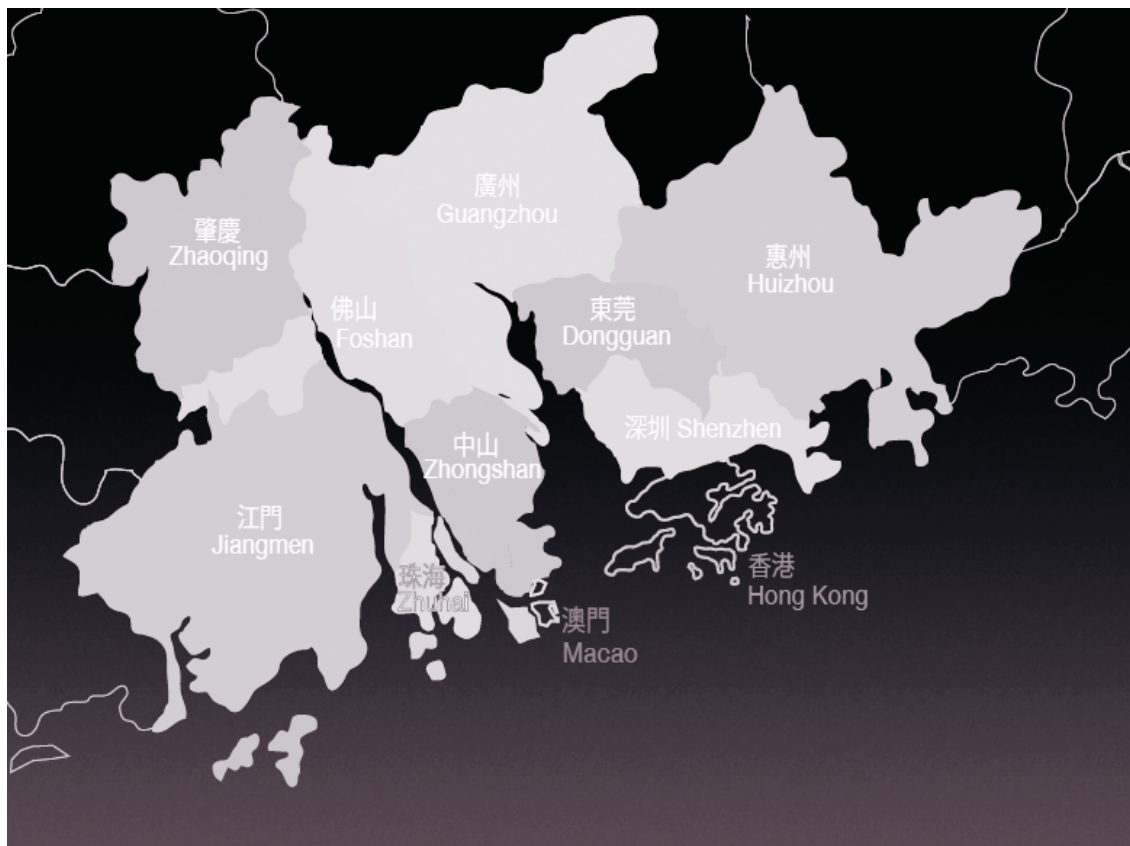 廣州
Guangzhou
肇慶
Zhaoqing
惠州
Huizhou
佛山
Foshan
東莞
Dongguan
深圳 Shenzhen
中山
Zhongshan
江門
Jiangmen
珠海
Zhuhai
香港
Hong Kong
澳門
Macao